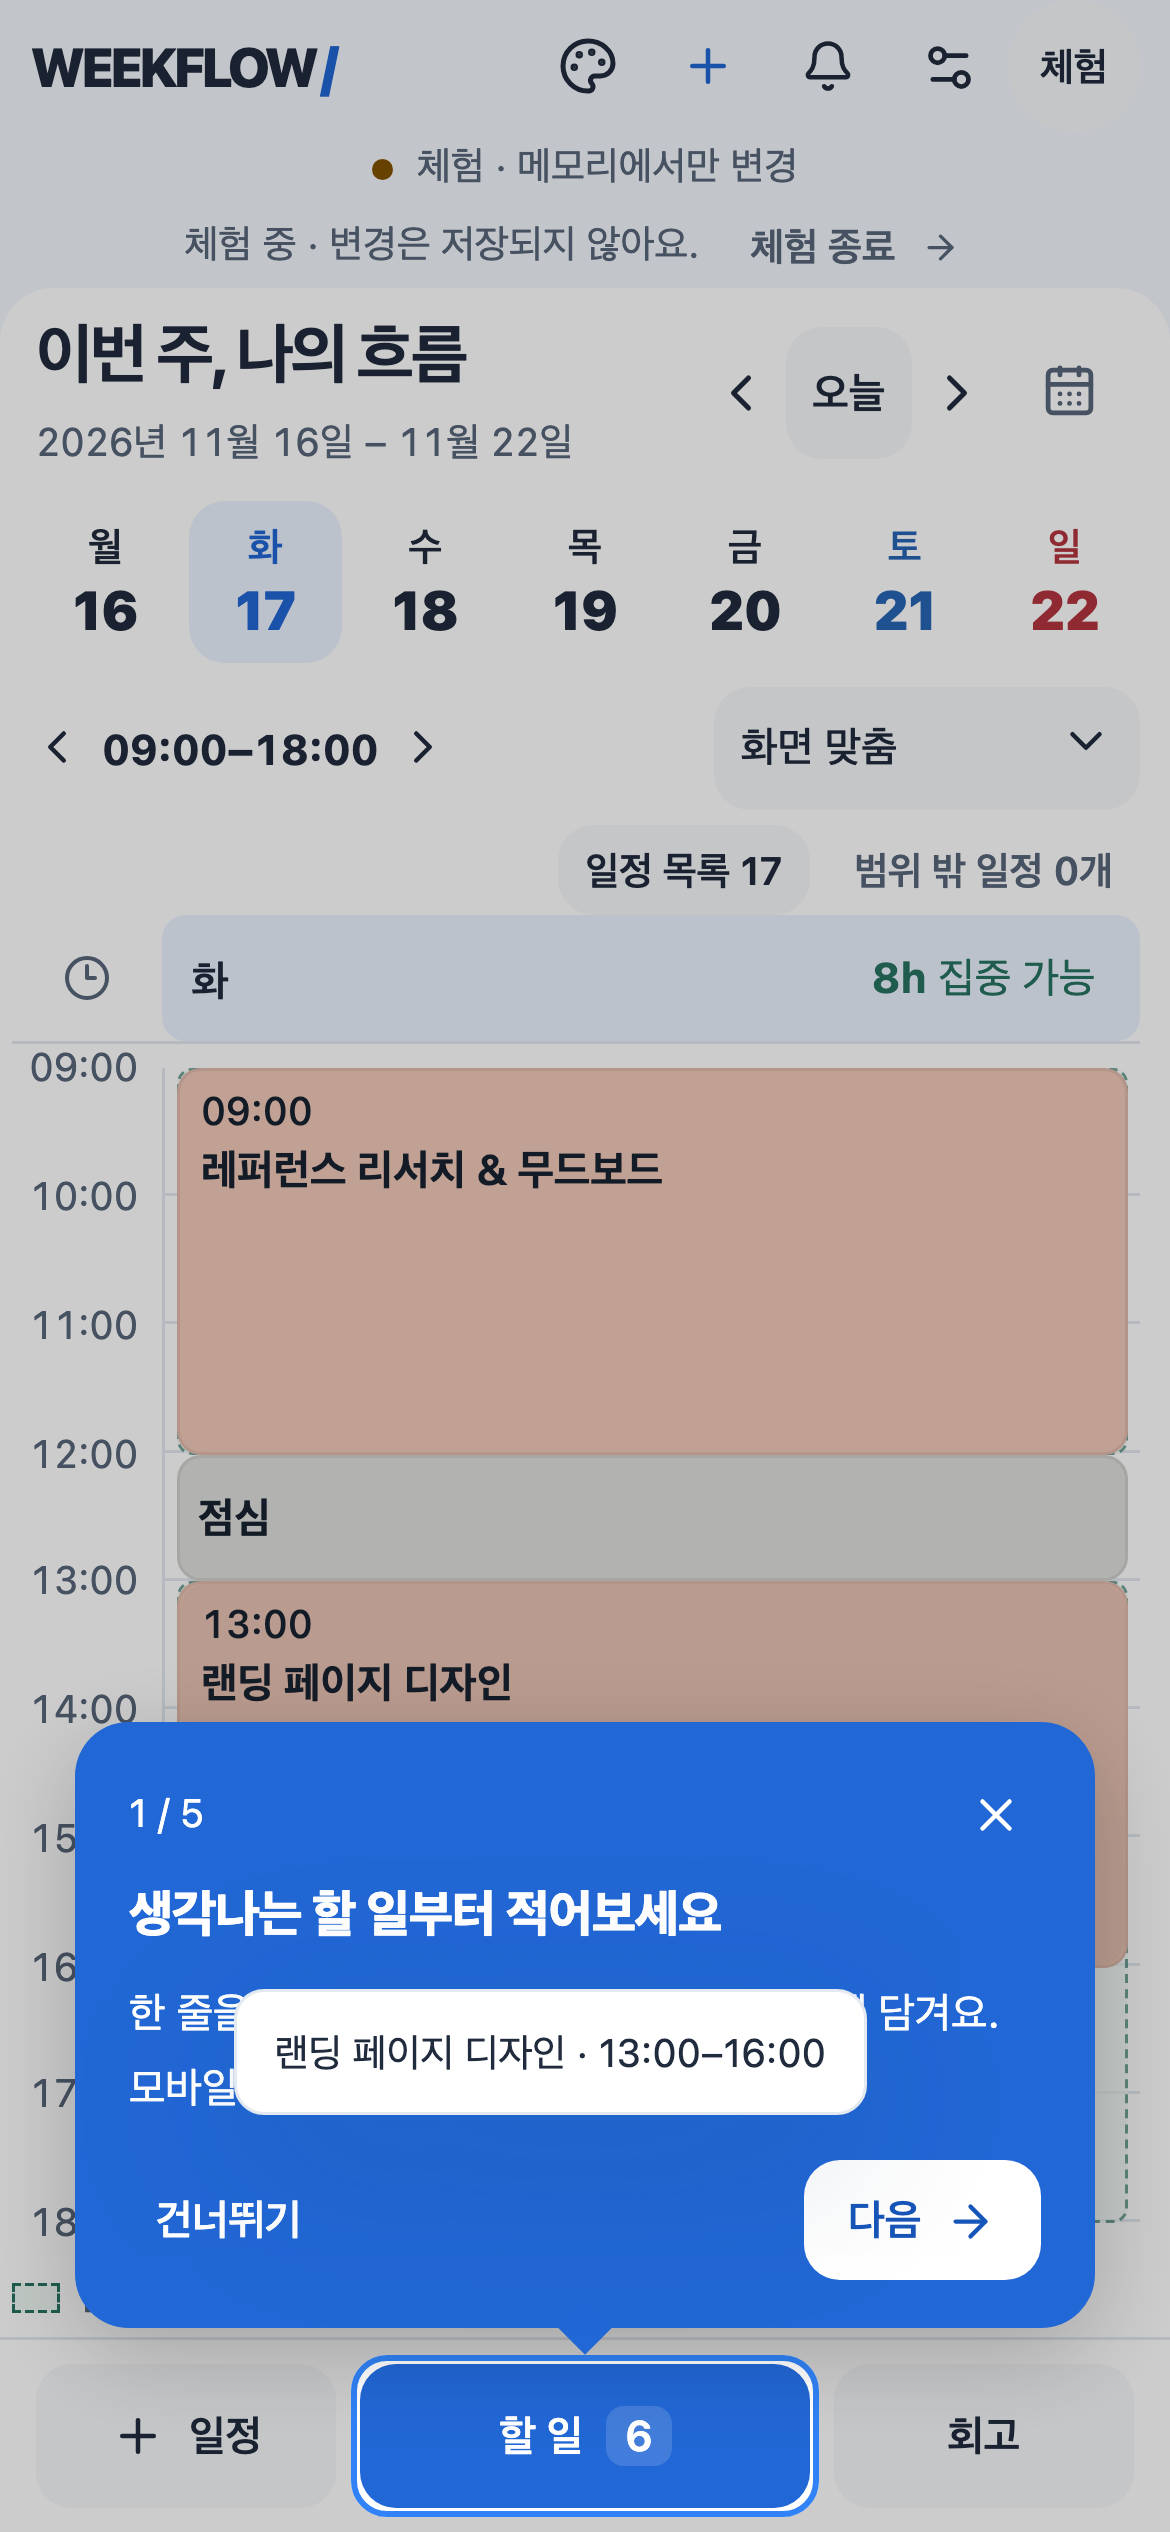 WEEKFLOW/
체험
체험 · 메모리에서만 변경
체험 중 · 변경은 저장되지 않아요. 체험 종료 →
이번 주, 나의 흐름
오늘
2026년 11월 16일 – 11월 22일
월 화 수 목 금 토 일
16 17 18 19 20 21 22
09:00–18:00
화면 맞춤
일정 목록 17 범위 밖 일정 0개
화 8h 집중 가능
09:00
09:00
레퍼런스 리서치 & 무드보드
10:00
11:00
12:00
점심
13:00
13:00
랜딩 페이지 디자인
14:00
15
16
17
18
1 / 5
생각나는 할 일부터 적어보세요
한 줄을 담겨요.
랜딩 페이지 디자인 · 13:00–16:00
모바일
건너뛰기
다음 →
+ 일정
할 일 6
회고